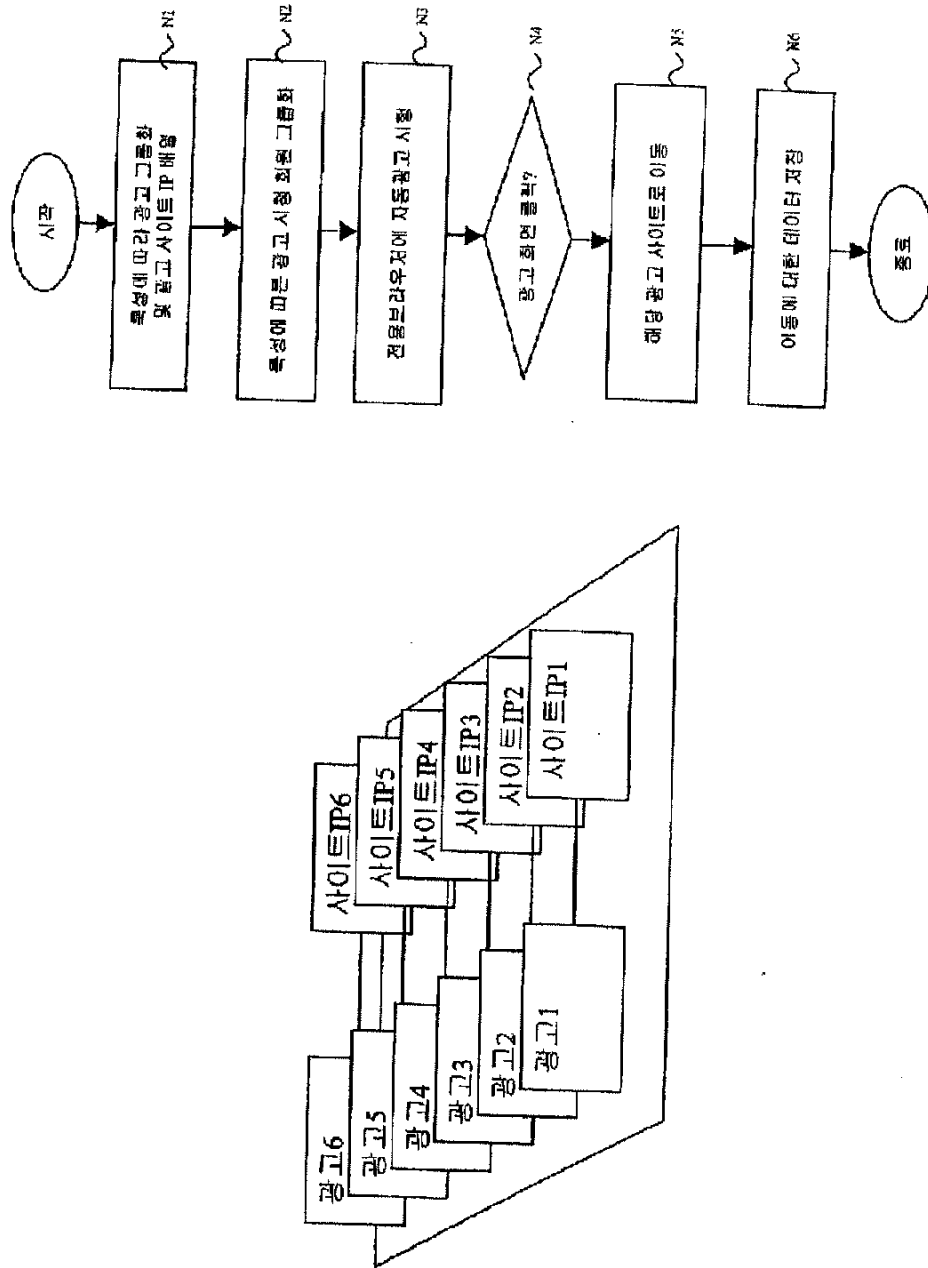 시작
특성에 따라 광고 그룹화
및 광고 사이트 IP 배형
N1
특성에 따른 광고 시청 회원 그룹화
N2
전용브라우저에 자동광고 시청
N3
광고 화면 클릭?
N4
해당 광고 사이트로 이동
N5
이동에 대한 데이터 저장
N6
종료
광고6
광고5
광고4
광고3
광고2
광고1
사이트IP6
사이트IP5
사이트IP4
사이트IP3
사이트IP2
사이트IP1